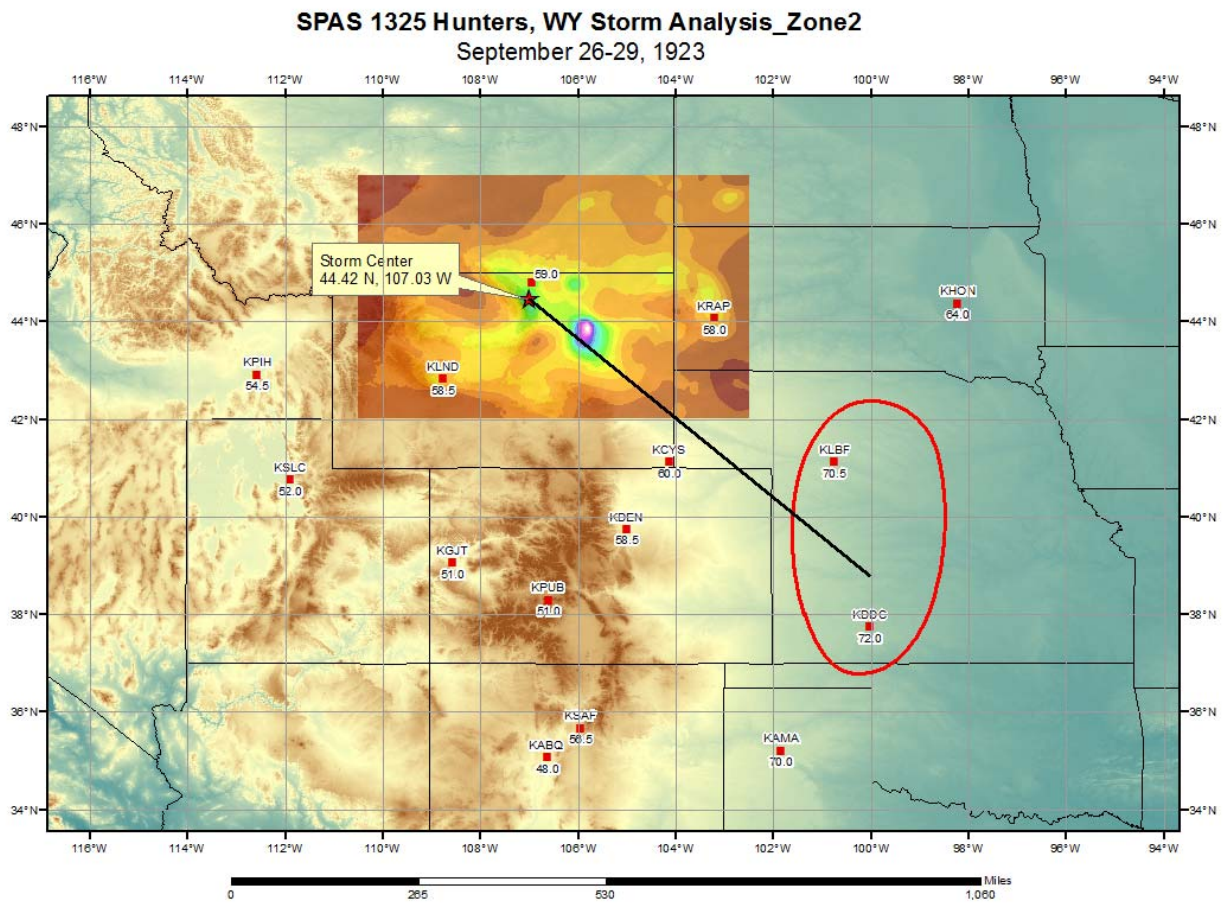 SPAS 1325 Hunters, WY Storm Analysis_Zone2
September 26-29, 1923
116°W 114°W 112°W 110°W 108°W 106°W 104°W 102°W 100°W 98°W 96°W 94°W
48°N 48°N
46°N 46°N
Storm Center
44.42 N, 107.03 W
59.0
KRAP
58.0
KHON
64.0
44°N 44°N
KPIH
54.5
KLND
58.5
42°N 42°N
KSLC
52.0
KCYS
60.0
KLBF
70.5
40°N 40°N
KDEN
58.5
KGJT
51.0
KPUB
51.0
38°N 38°N
KDDC
72.0
36°N 36°N
KSAF
56.5
KABQ
48.0
KAMA
70.0
34°N 34°N
116°W 114°W 112°W 110°W 108°W 106°W 104°W 102°W 100°W 98°W 96°W 94°W
Miles
0 265 530 1,060